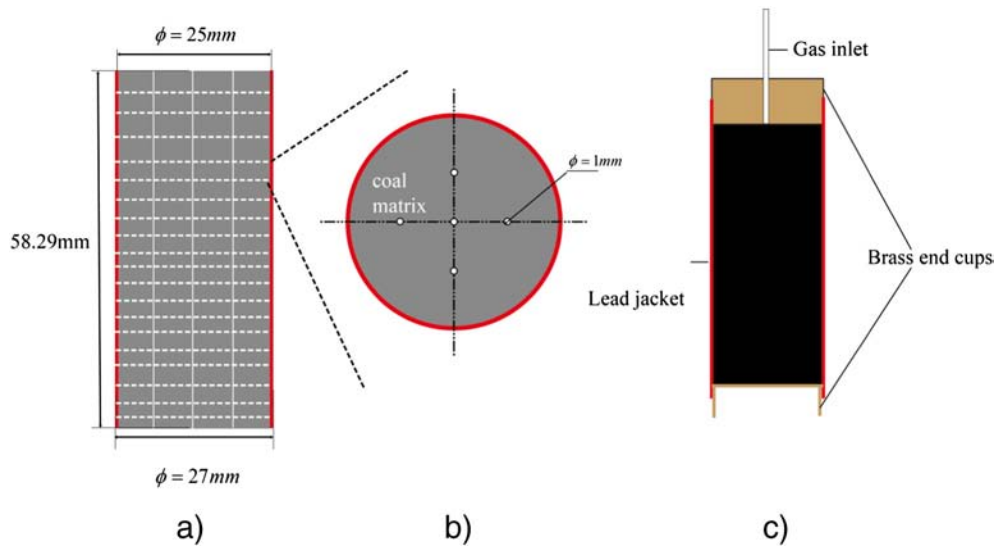 ϕ = 25mm
58.29mm
ϕ = 27mm
a)
coal
matrix
ϕ = 1mm
b)
Gas inlet
Brass end cups
Lead jacket
c)